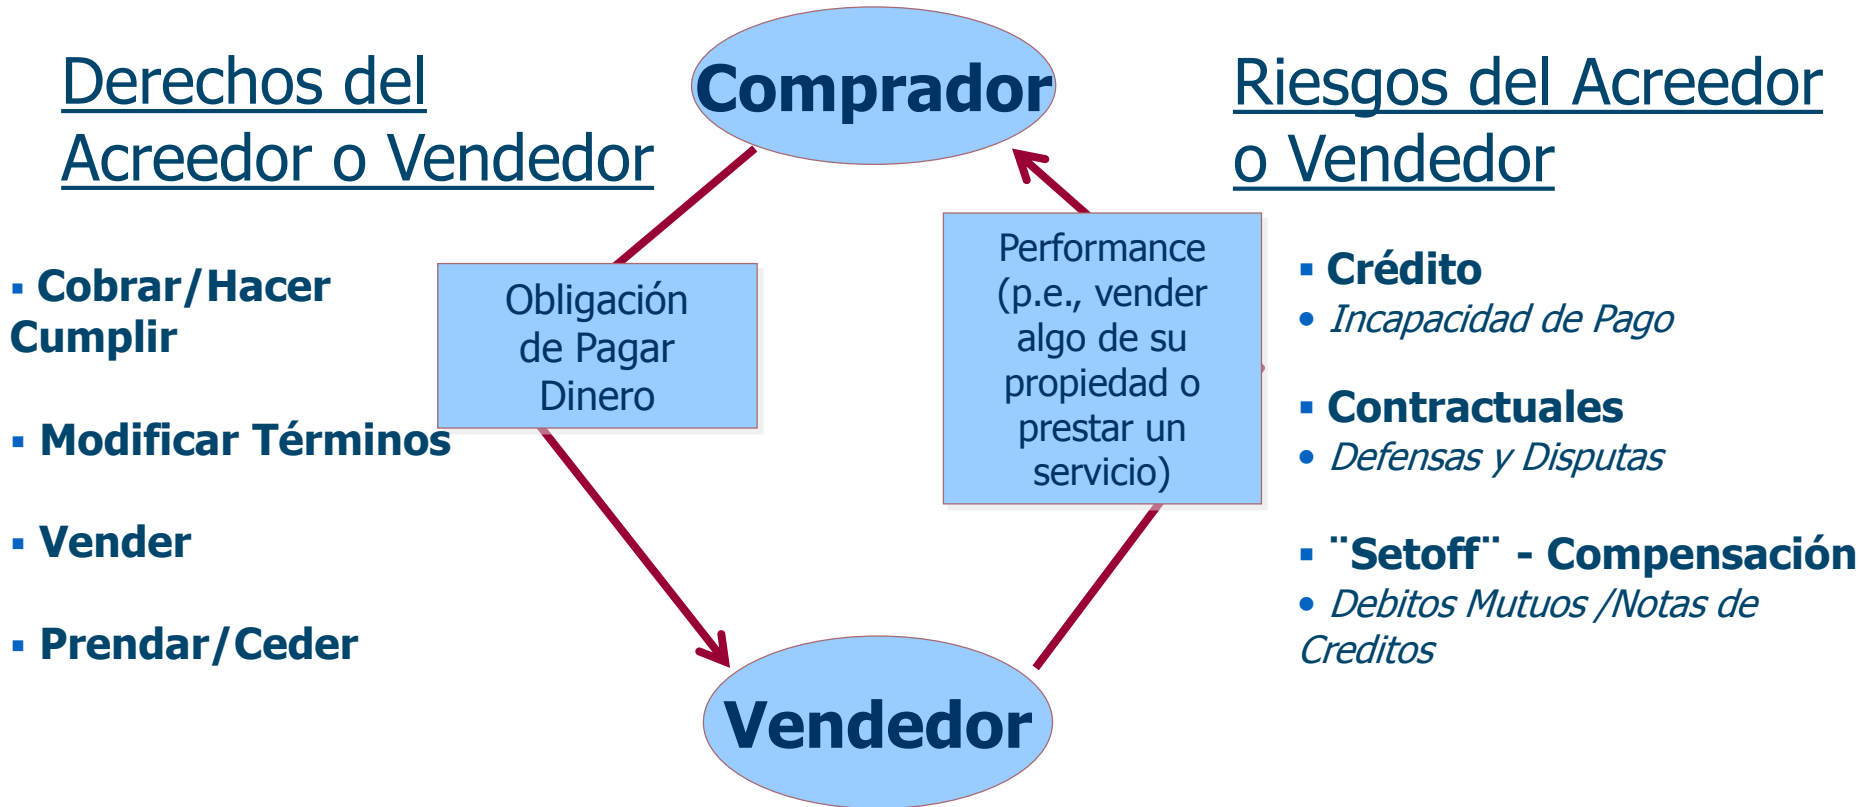 Derechos del
Acreedor o Vendedor
▪ Cobrar/Hacer
Cumplir
▪ Modificar Términos
▪ Vender
▪ Prendar/Ceder
Comprador
Obligación
de Pagar
Dinero
Performance
(p.e., vender
algo de su
propiedad o
prestar un
servicio)
Vendedor
Riesgos del Acreedor
o Vendedor
▪ Crédito
• Incapacidad de Pago
▪ Contractuales
• Defensas y Disputas
▪ ¨Setoff¨ - Compensación
• Debitos Mutuos /Notas de
Creditos